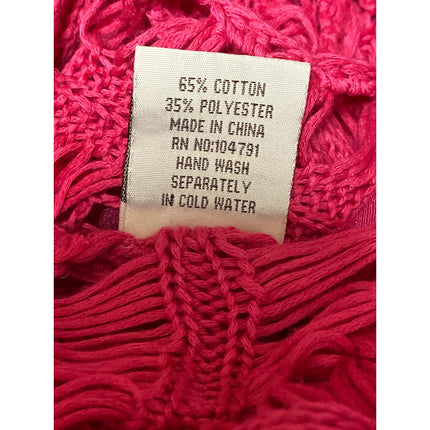 65% COTTON
35% POLYESTER
MADE IN CHINA
RN NO:104791
HAND WASH
SEPARATELY
IN COLD WATER